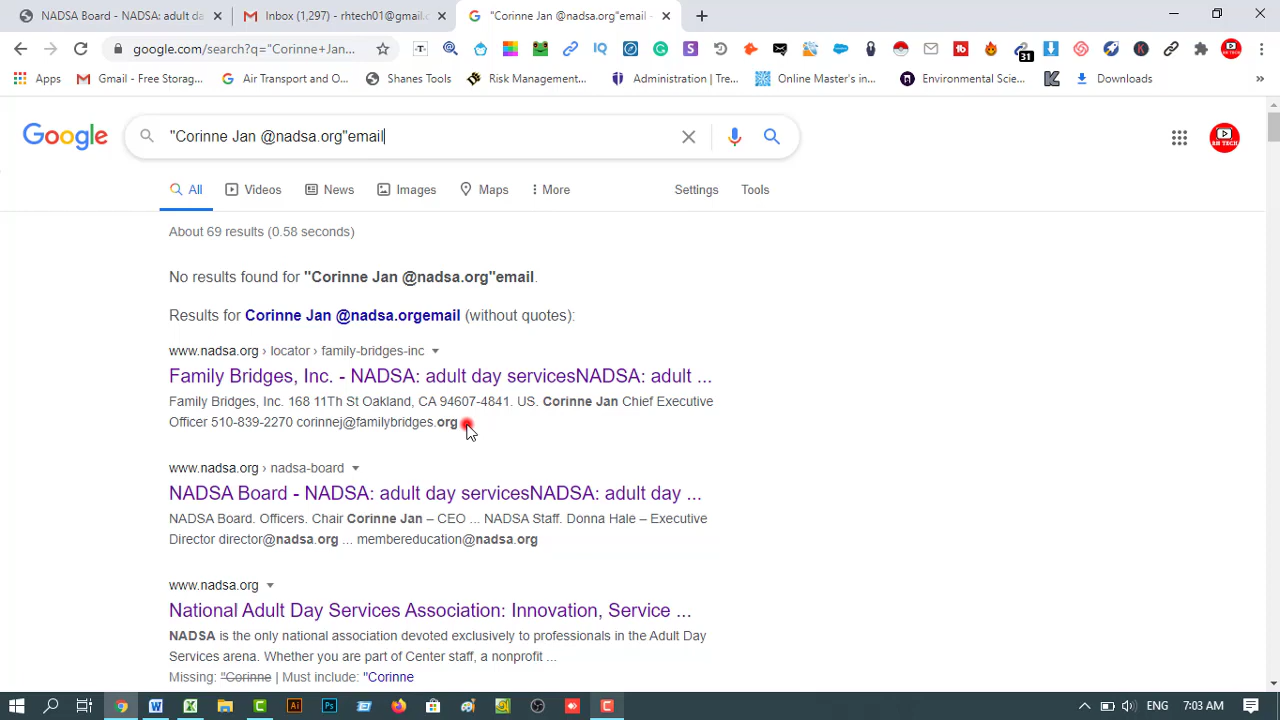 NADSA Board - NADSA: adult da
Inbox (1,297) - rhtech01@gmail.c
"Corinne Jan @nadsa.org"email -
google.com/search?q="Corinne+Jan...
Apps
Gmail - Free Storag...
Air Transport and O...
Shanes Tools
Risk Management...
Administration | Tre...
Online Master's in...
Environmental Scie...
Downloads
»
Google
"Corinne Jan @nadsa.org"email
All
Videos
News
Images
Maps
More
Settings
Tools
About 69 results (0.58 seconds)
No results found for "Corinne Jan @nadsa.org"email.
Results for Corinne Jan @nadsa.orgemail (without quotes):
www.nadsa.org › locator › family-bridges-inc
Family Bridges, Inc. - NADSA: adult day servicesNADSA: adult ...
Family Bridges, Inc. 168 11Th St Oakland, CA 94607-4841. US. Corinne Jan Chief Executive
Officer 510-839-2270 corinnej@familybridges.org
www.nadsa.org › nadsa-board
NADSA Board - NADSA: adult day servicesNADSA: adult day ...
NADSA Board. Officers. Chair Corinne Jan – CEO ... NADSA Staff. Donna Hale – Executive
Director director@nadsa.org ... membereducation@nadsa.org
www.nadsa.org
National Adult Day Services Association: Innovation, Service ...
NADSA is the only national association devoted exclusively to professionals in the Adult Day
Services arena. Whether you are part of Center staff, a nonprofit ...
Missing: "Corinne | Must include: "Corinne
ENG
7:03 AM